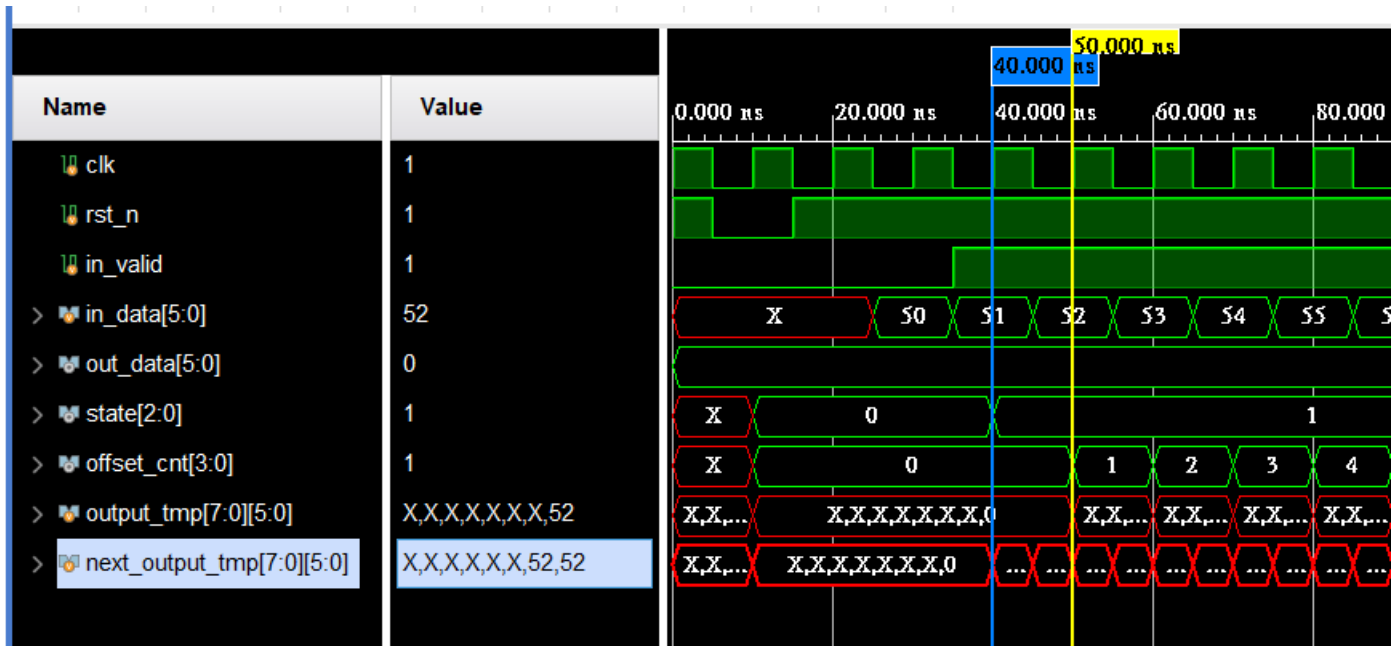 50.000 ns
40.000 ns
Name Value 0.000 ns 20.000 ns 40.000 ns 60.000 ns 80.000
clk 1
rst_n 1
in_valid 1
in_data[5:0] 52 X 50 51 52 53 54 55 5
out_data[5:0] 0
state[2:0] 1 X 0 1
offset_cnt[3:0] 1 X 0 1 2 3 4
output_tmp[7:0][5:0] X,X,X,X,X,X,X,52 X,X,... X,X,X,X,X,X,X,0 X,X,... X,X,... X,X,... X,X,...
next_output_tmp[7:0][5:0] X,X,X,X,X,X,52,52 X,X,... X,X,X,X,X,X,X,0 ... ... ... ... ... ... ... ... ... ...